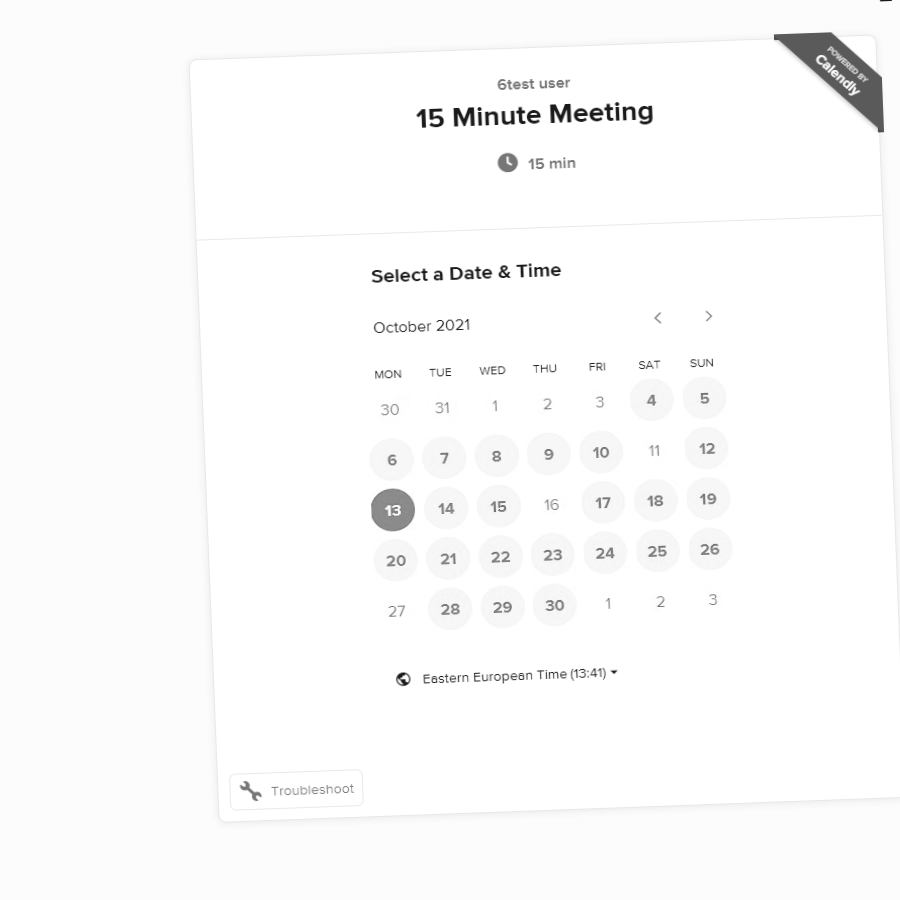 POWERED BY
Calendly
6test user
15 Minute Meeting
15 min
Select a Date & Time
October 2021
MON TUE WED THU FRI SAT SUN
30 31 1 2 3 4 5
6 7 8 9 10 11 12
13 14 15 16 17 18 19
20 21 22 23 24 25 26
27 28 29 30 1 2 3
Eastern European Time (13:41)
Troubleshoot